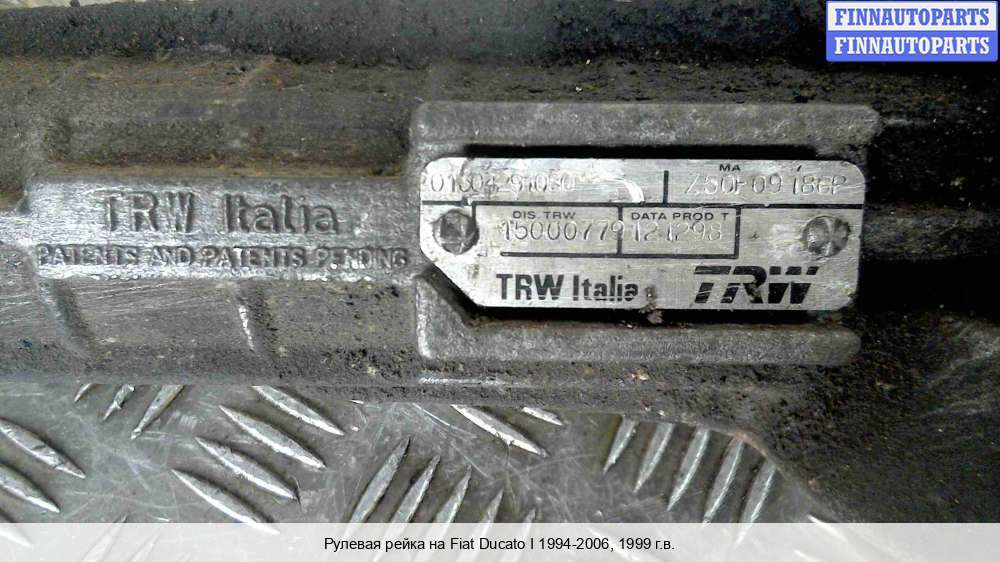 FINNAUTOPARTS
FINNAUTOPARTS
MA
DIS. TRW DATA PROD T
15000779 121298
TRW Italia TRW
TRW Italia
PATENTS AND PATENTS PENDING
Рулевая рейка на Fiat Ducato I 1994-2006, 1999 г.в.